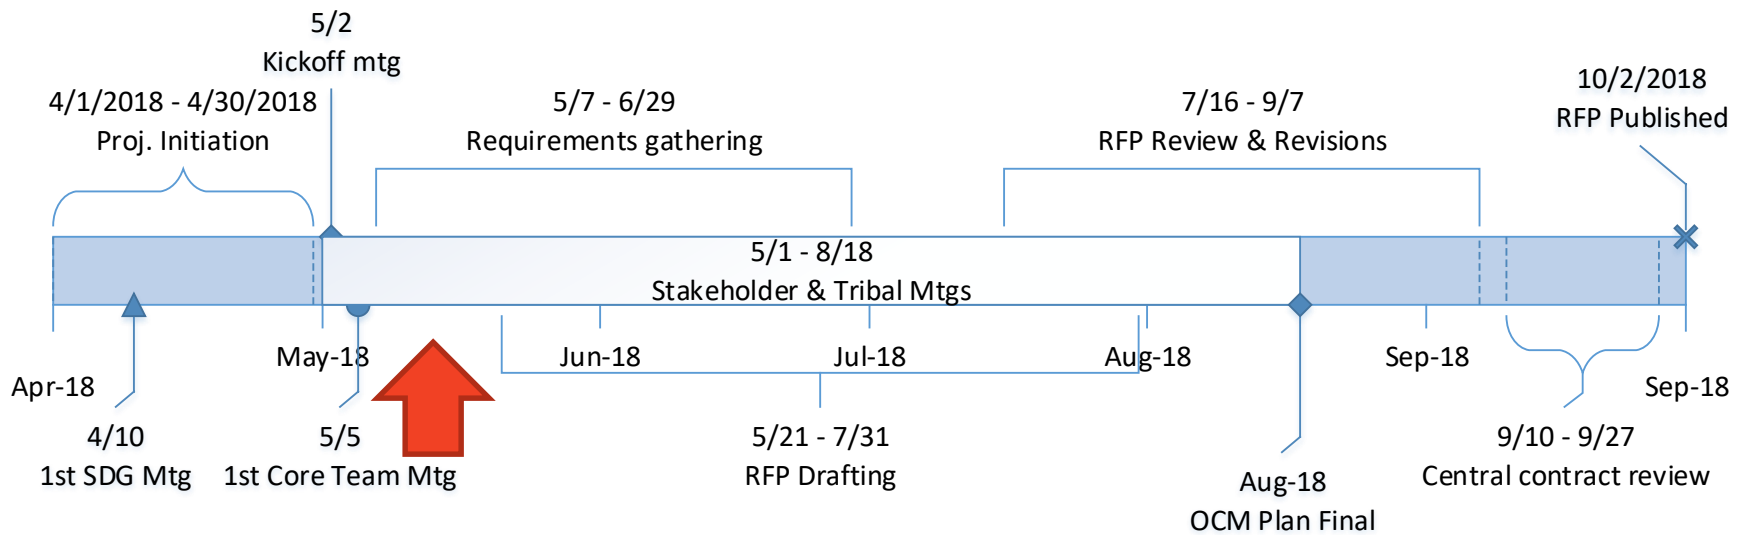 5/2
Kickoff mtg
4/1/2018 - 4/30/2018
Proj. Initiation
5/7 - 6/29
Requirements gathering
7/16 - 9/7
RFP Review & Revisions
10/2/2018
RFP Published
5/1 - 8/18
Stakeholder & Tribal Mtgs
Apr-18
May-18
Jun-18
Jul-18
Aug-18
Sep-18
Sep-18
4/10
1st SDG Mtg
5/5
1st Core Team Mtg
5/21 - 7/31
RFP Drafting
Aug-18
OCM Plan Final
9/10 - 9/27
Central contract review